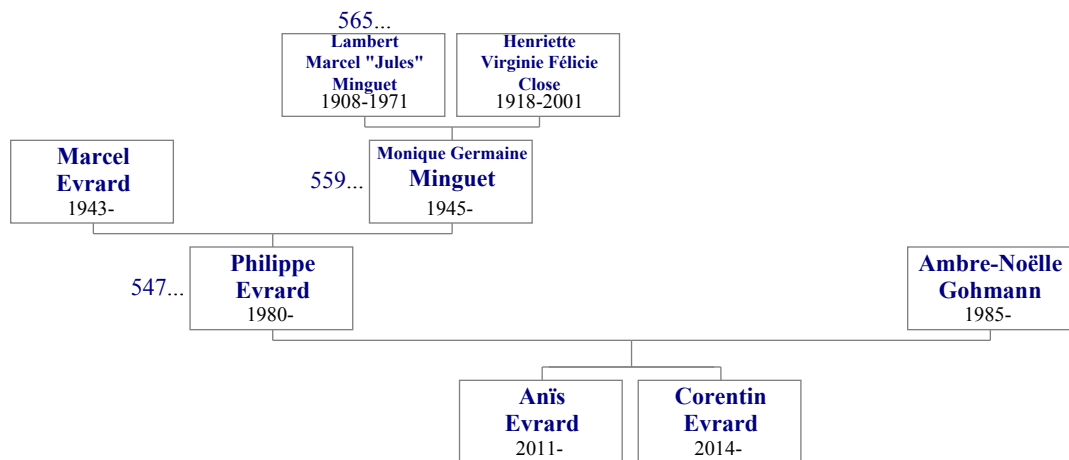 565...
Lambert
Marcel "Jules"
Minguet
1908-1971
Henriette
Virginie Félicie
Close
1918-2001
Marcel
Evrard
1943-
559...
Monique Germaine
Minguet
1945-
547...
Philippe
Evrard
1980-
Ambre-Noëlle
Gohmann
1985-
Anïs
Evrard
2011-
Corentin
Evrard
2014-